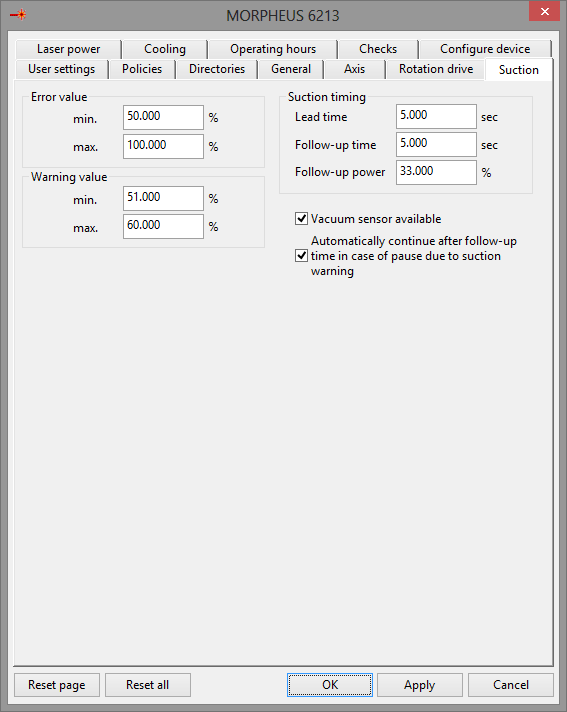 MORPHEUS 6213
Laser power
Cooling
Operating hours
Checks
Configure device
User settings
Policies
Directories
General
Axis
Rotation drive
Suction
Error value
min.
50.000
%
max.
100.000
%
Warning value
min.
51.000
%
max.
60.000
%
Suction timing
Lead time
5.000
sec
Follow-up time
5.000
sec
Follow-up power
33.000
%
Vacuum sensor available
Automatically continue after follow-up
time in case of pause due to suction
warning
Reset page
Reset all
OK
Apply
Cancel